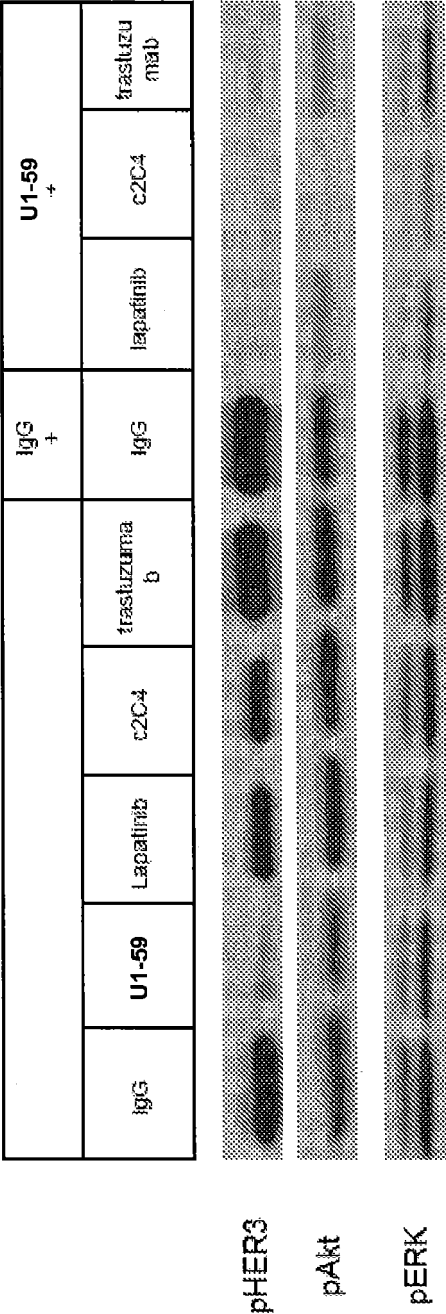 IgG
+
U1-59
+
IgG
U1-59
Lapatinib
c2C4
trastuzuma
b
IgG
lapatinib
c2C4
trastuzu
mab
pHER3
pAkt
pERK